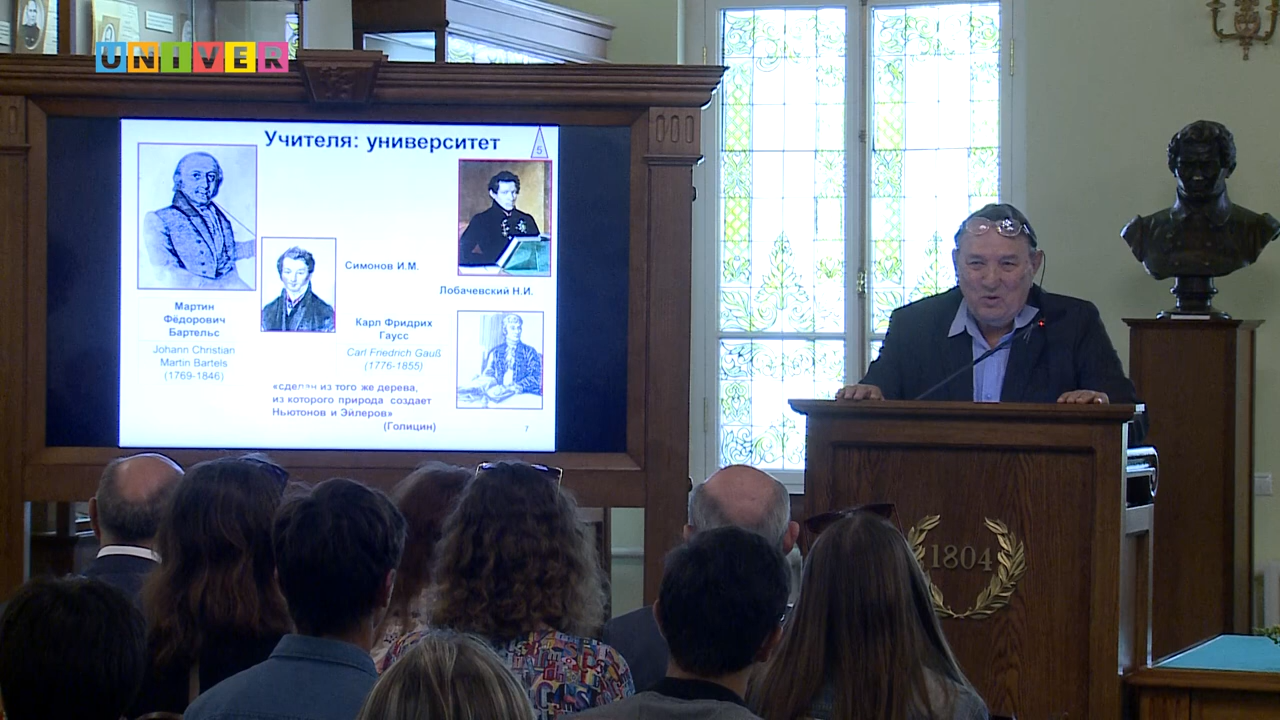 UNIVER
Учителя: университет
5
Симонов И.М.
Лобачевский Н.И.
Мартин
Фёдорович
Бартельс
Johann Christian
Martin Bartels
(1769-1846)
Карл Фридрих
Гаусс
Carl Friedrich Gauß
(1776-1855)
«сделан из того же дерева,
из которого природа создает
Ньютонов и Эйлеров»
(Голицин)
7
1804